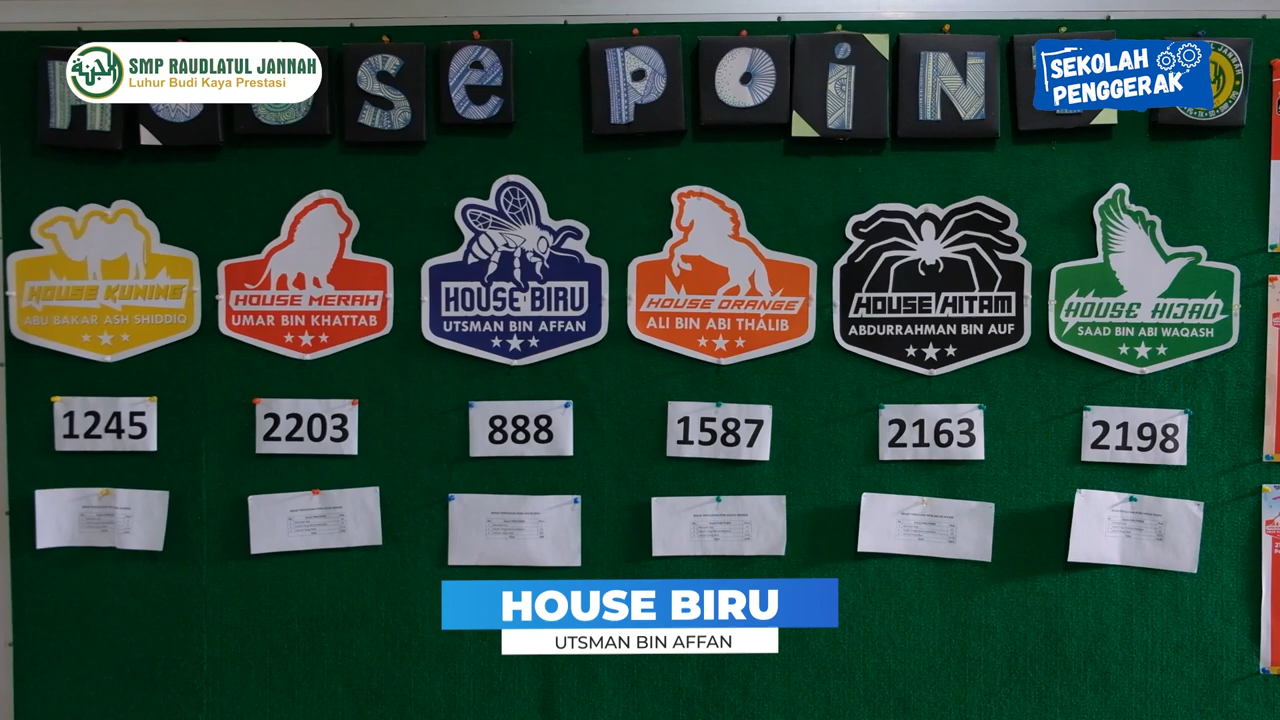 House poiN
SMP RAUDLATUL JANNAH
Luhur Budi Kaya Prestasi
SEKOLAH
PENGGERAK
HOUSE KUNING
ABU BAKAR ASH SHIDDIQ
HOUSE MERAH
UMAR BIN KHATTAB
HOUSE BIRU
UTSMAN BIN AFFAN
HOUSE ORANGE
ALI BIN ABI THALIB
HOUSE HITAM
ABDURRAHMAN BIN AUF
HOUSE HIJAU
SAAD BIN ABI WAQASH
1245
2203
888
1587
2163
2198
HOUSE BIRU
UTSMAN BIN AFFAN